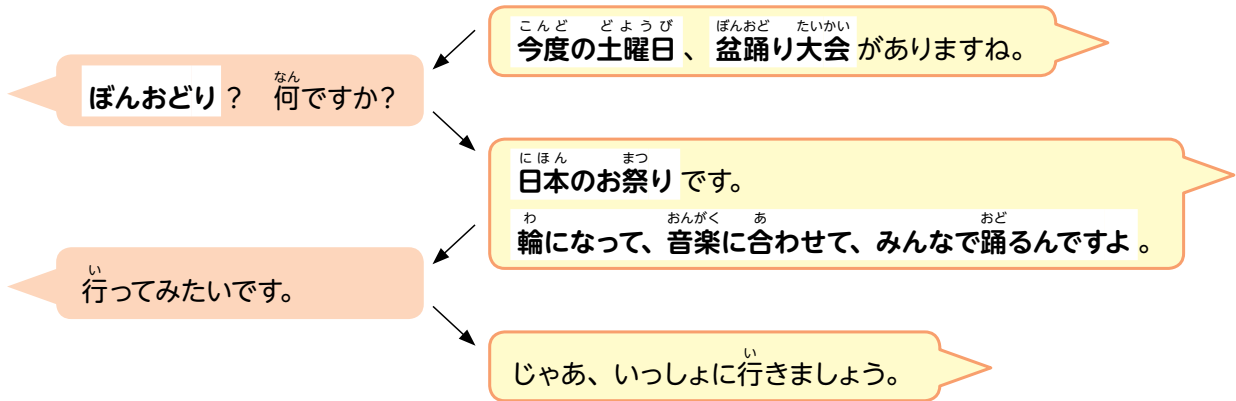 今度の土曜日、盆踊り大会がありますね。
ぼんおどり？　何ですか？
日本のお祭りです。
輪になって、音楽に合わせて、みんなで踊るんですよ。
行ってみたいです。
じゃあ、いっしょに行きましょう。